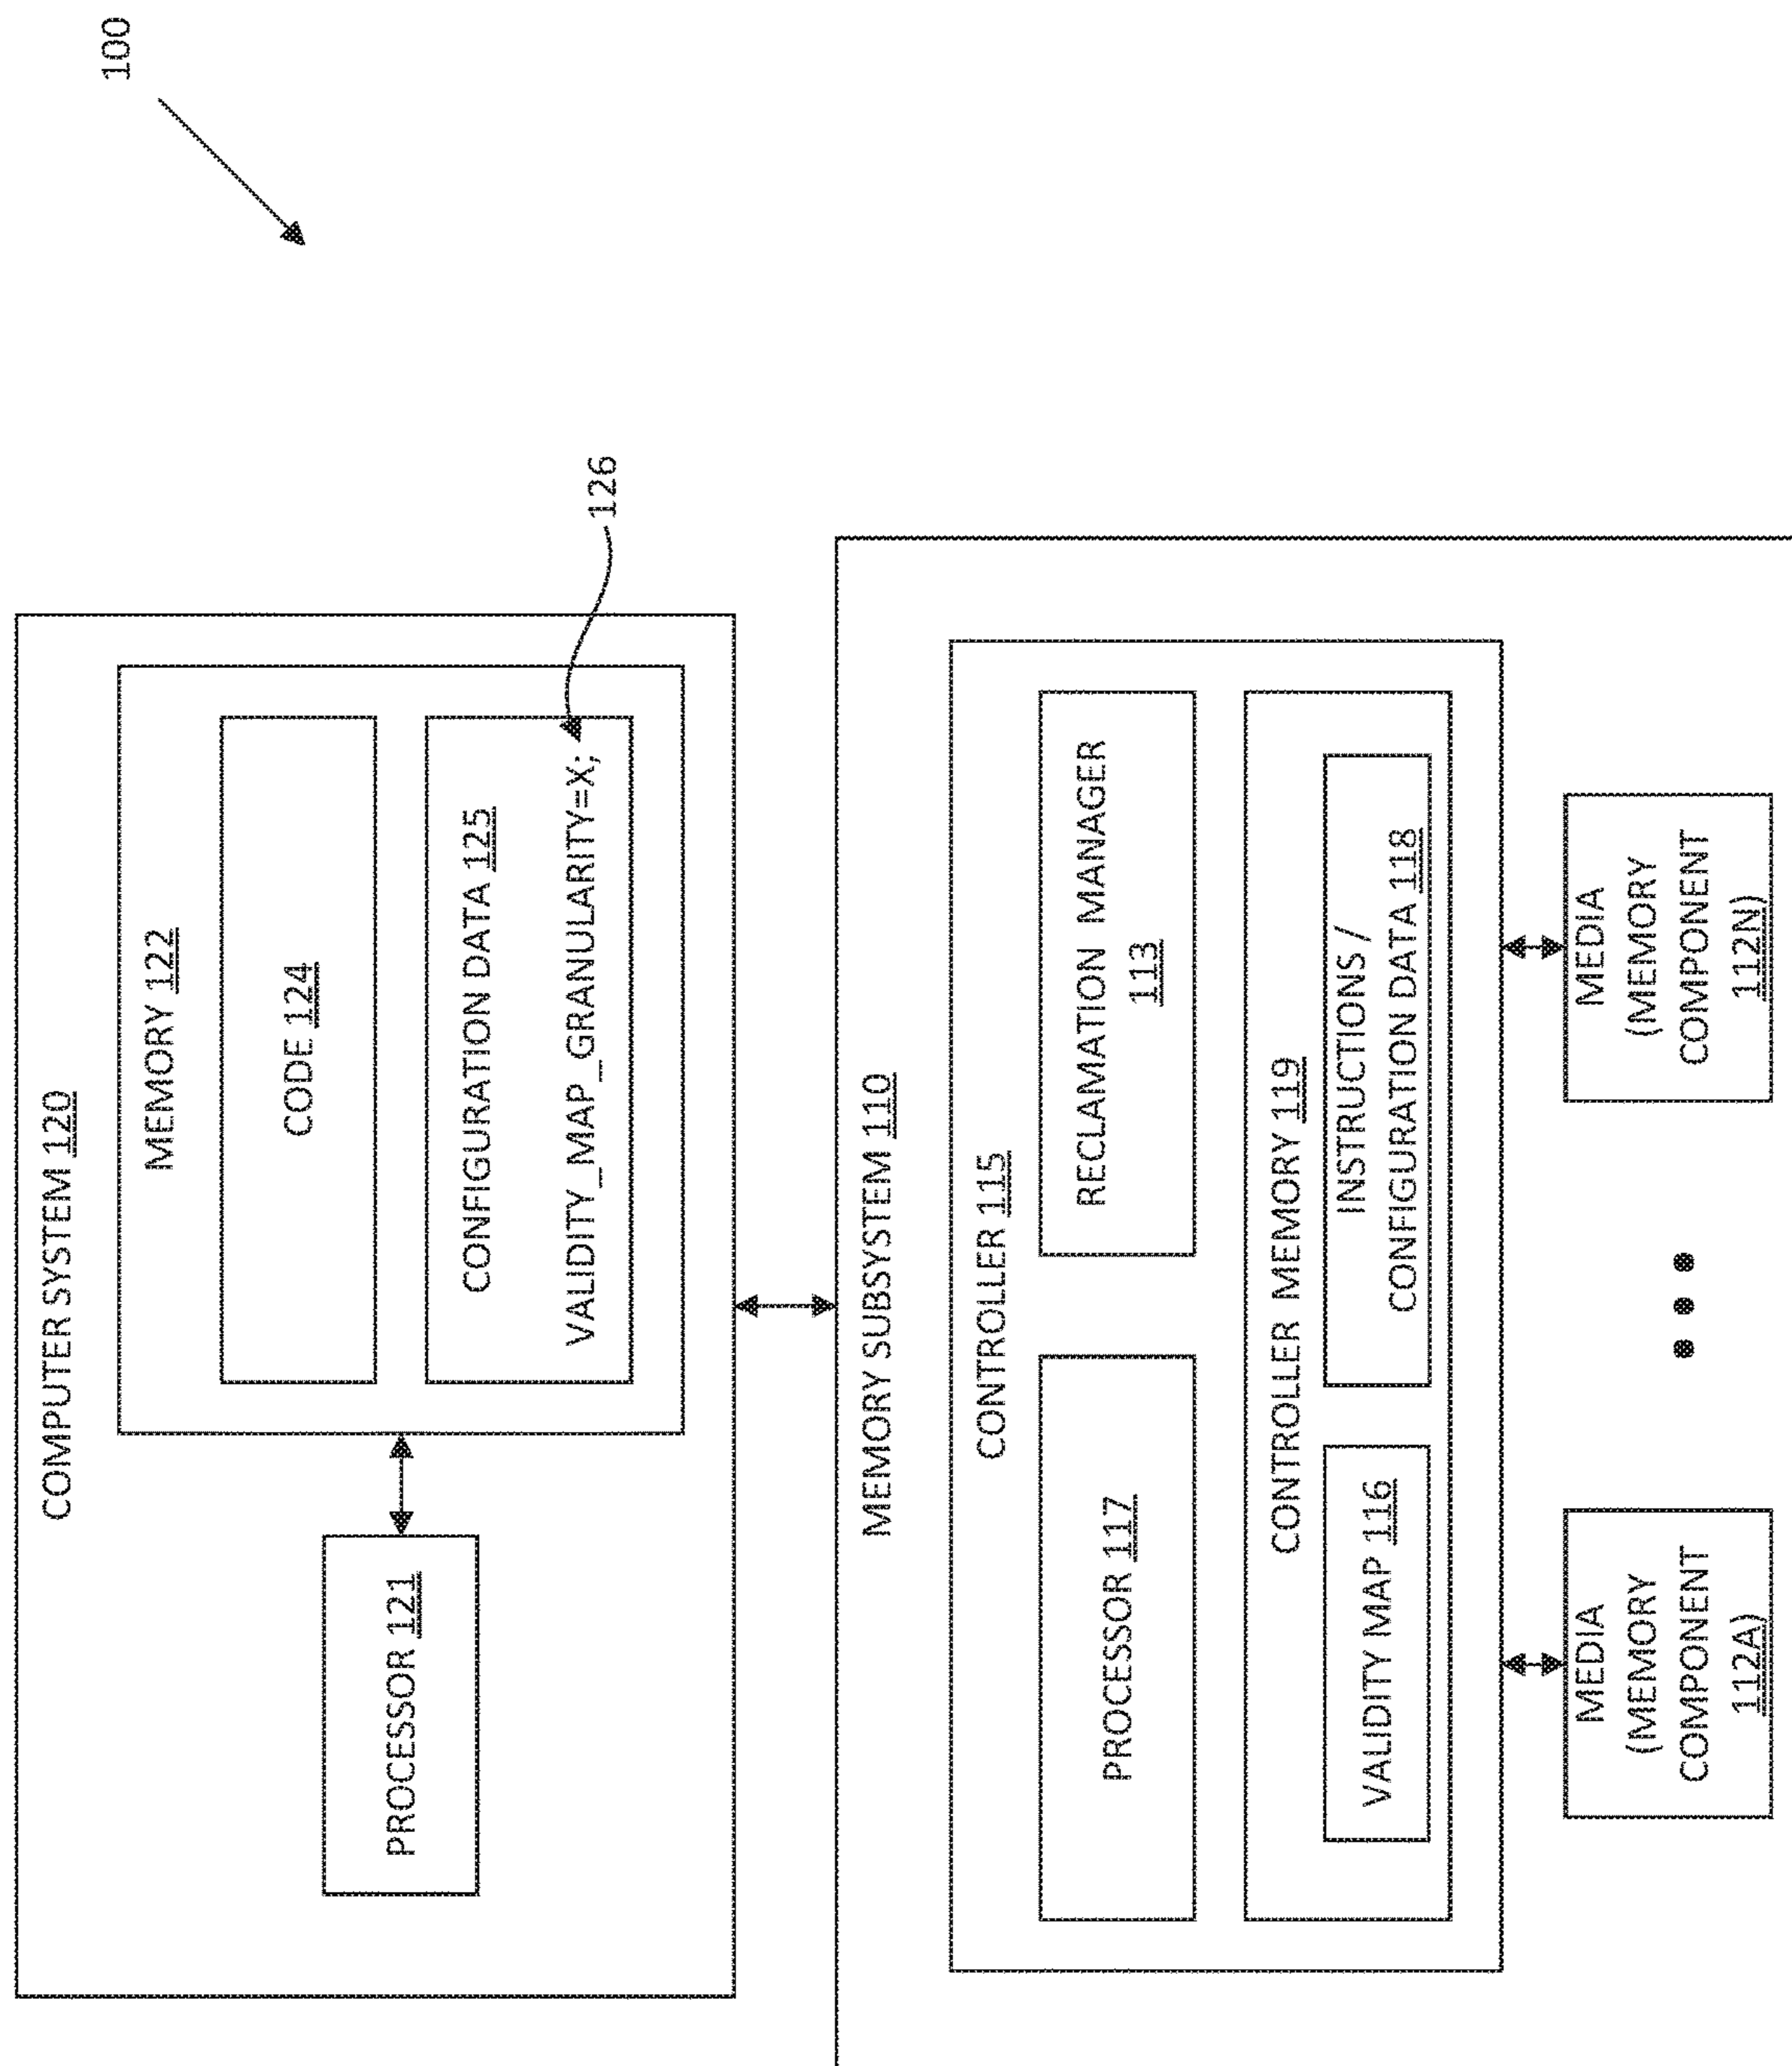 100
COMPUTER SYSTEM 120
PROCESSOR 121
MEMORY 122
CODE 124
CONFIGURATION DATA 125
VALIDITY_MAP_GRANULARITY=X;
126
MEMORY SUBSYSTEM 110
CONTROLLER 115
PROCESSOR 117
RECLAMATION MANAGER
113
CONTROLLER MEMORY 119
VALIDITY MAP 116
INSTRUCTIONS /
CONFIGURATION DATA 118
MEDIA
(MEMORY
COMPONENT
112A)
MEDIA
(MEMORY
COMPONENT
112N)